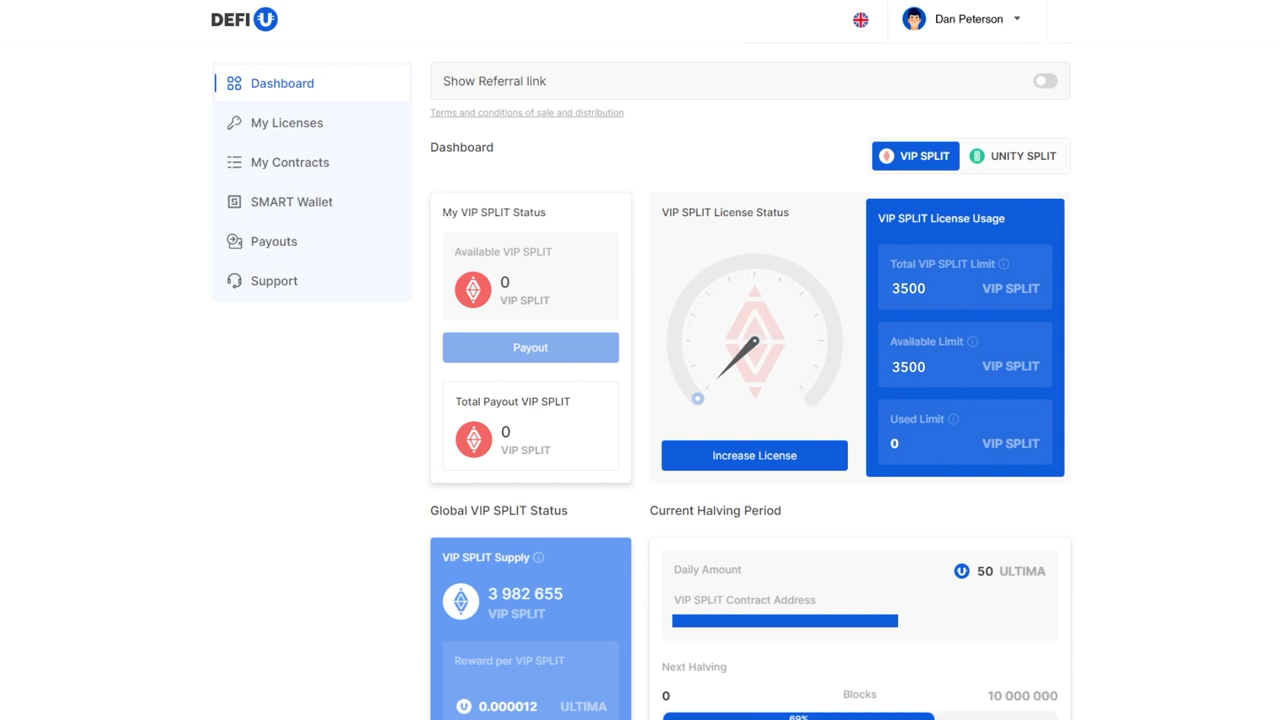 DEFI U
Dan Peterson
Dashboard
My Licenses
My Contracts
SMART Wallet
Payouts
Support
Show Referral link
Terms and conditions of sale and distribution
Dashboard
VIP SPLIT
UNITY SPLIT
My VIP SPLIT Status
Available VIP SPLIT
0
VIP SPLIT
Payout
Total Payout VIP SPLIT
0
VIP SPLIT
VIP SPLIT License Status
Increase License
VIP SPLIT License Usage
Total VIP SPLIT Limit
3500 VIP SPLIT
Available Limit
3500 VIP SPLIT
Used Limit
0 VIP SPLIT
Global VIP SPLIT Status
VIP SPLIT Supply
3 982 655
VIP SPLIT
Reward per VIP SPLIT
0.000012 ULTIMA
Current Halving Period
Daily Amount
50 ULTIMA
VIP SPLIT Contract Address
Next Halving
0 Blocks 10 000 000
69%